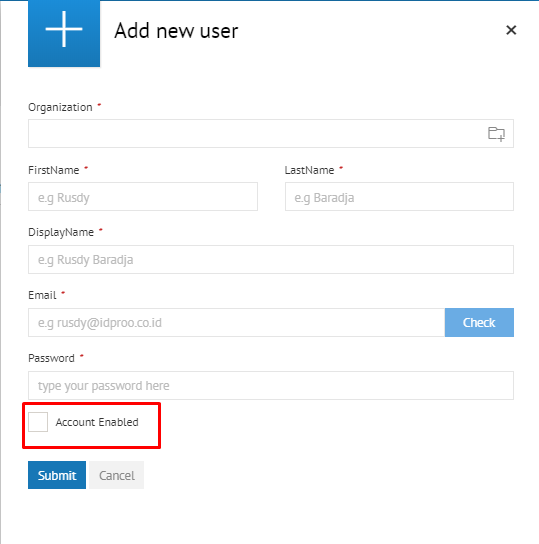 Add new user
Organization *
FirstName * LastName *
e.g Rusdy e.g Baradja
DisplayName *
e.g Rusdy Baradja
Email *
e.g rusdy@idproo.co.id Check
Password *
type your password here
Account Enabled
Submit Cancel